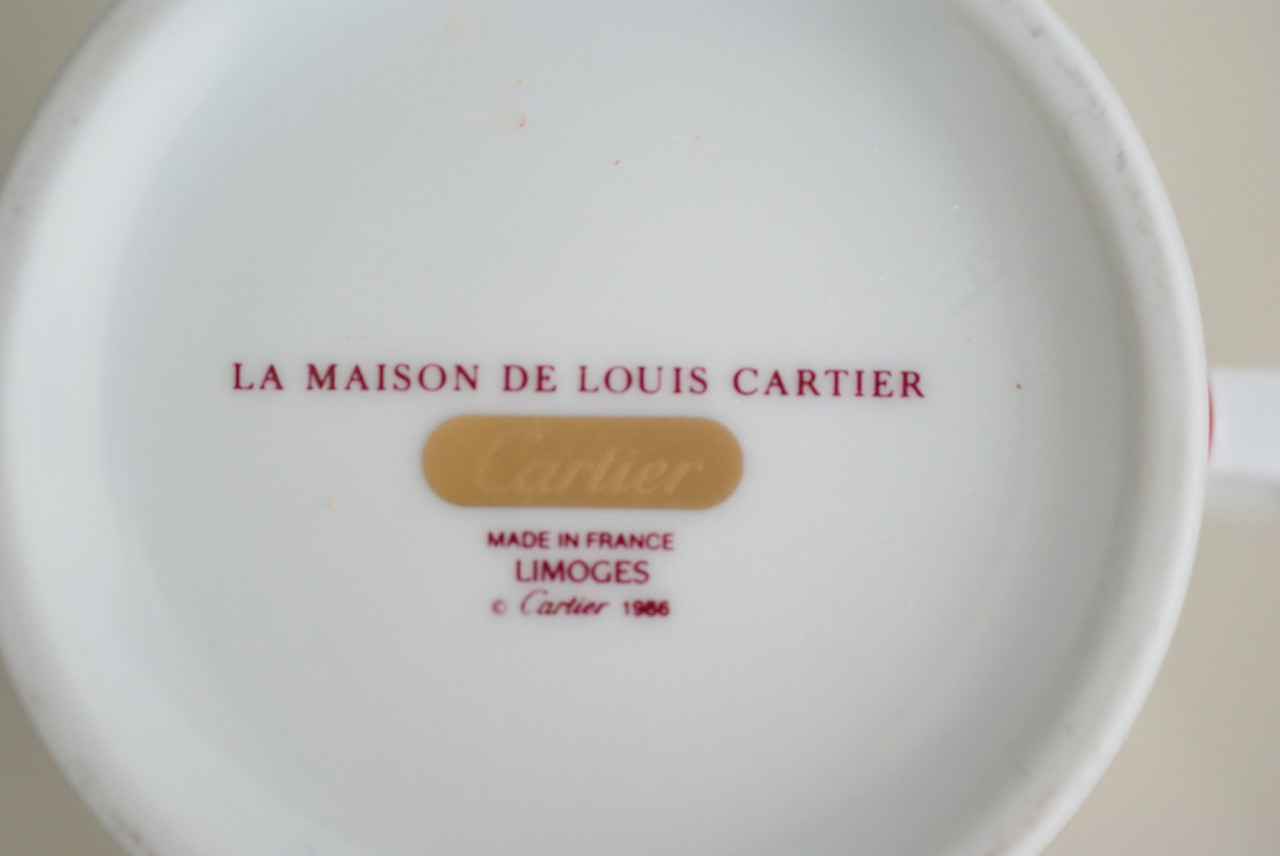 LA MAISON DE LOUIS CARTIER
Cartier
MADE IN FRANCE
LIMOGES
© Cartier 1986